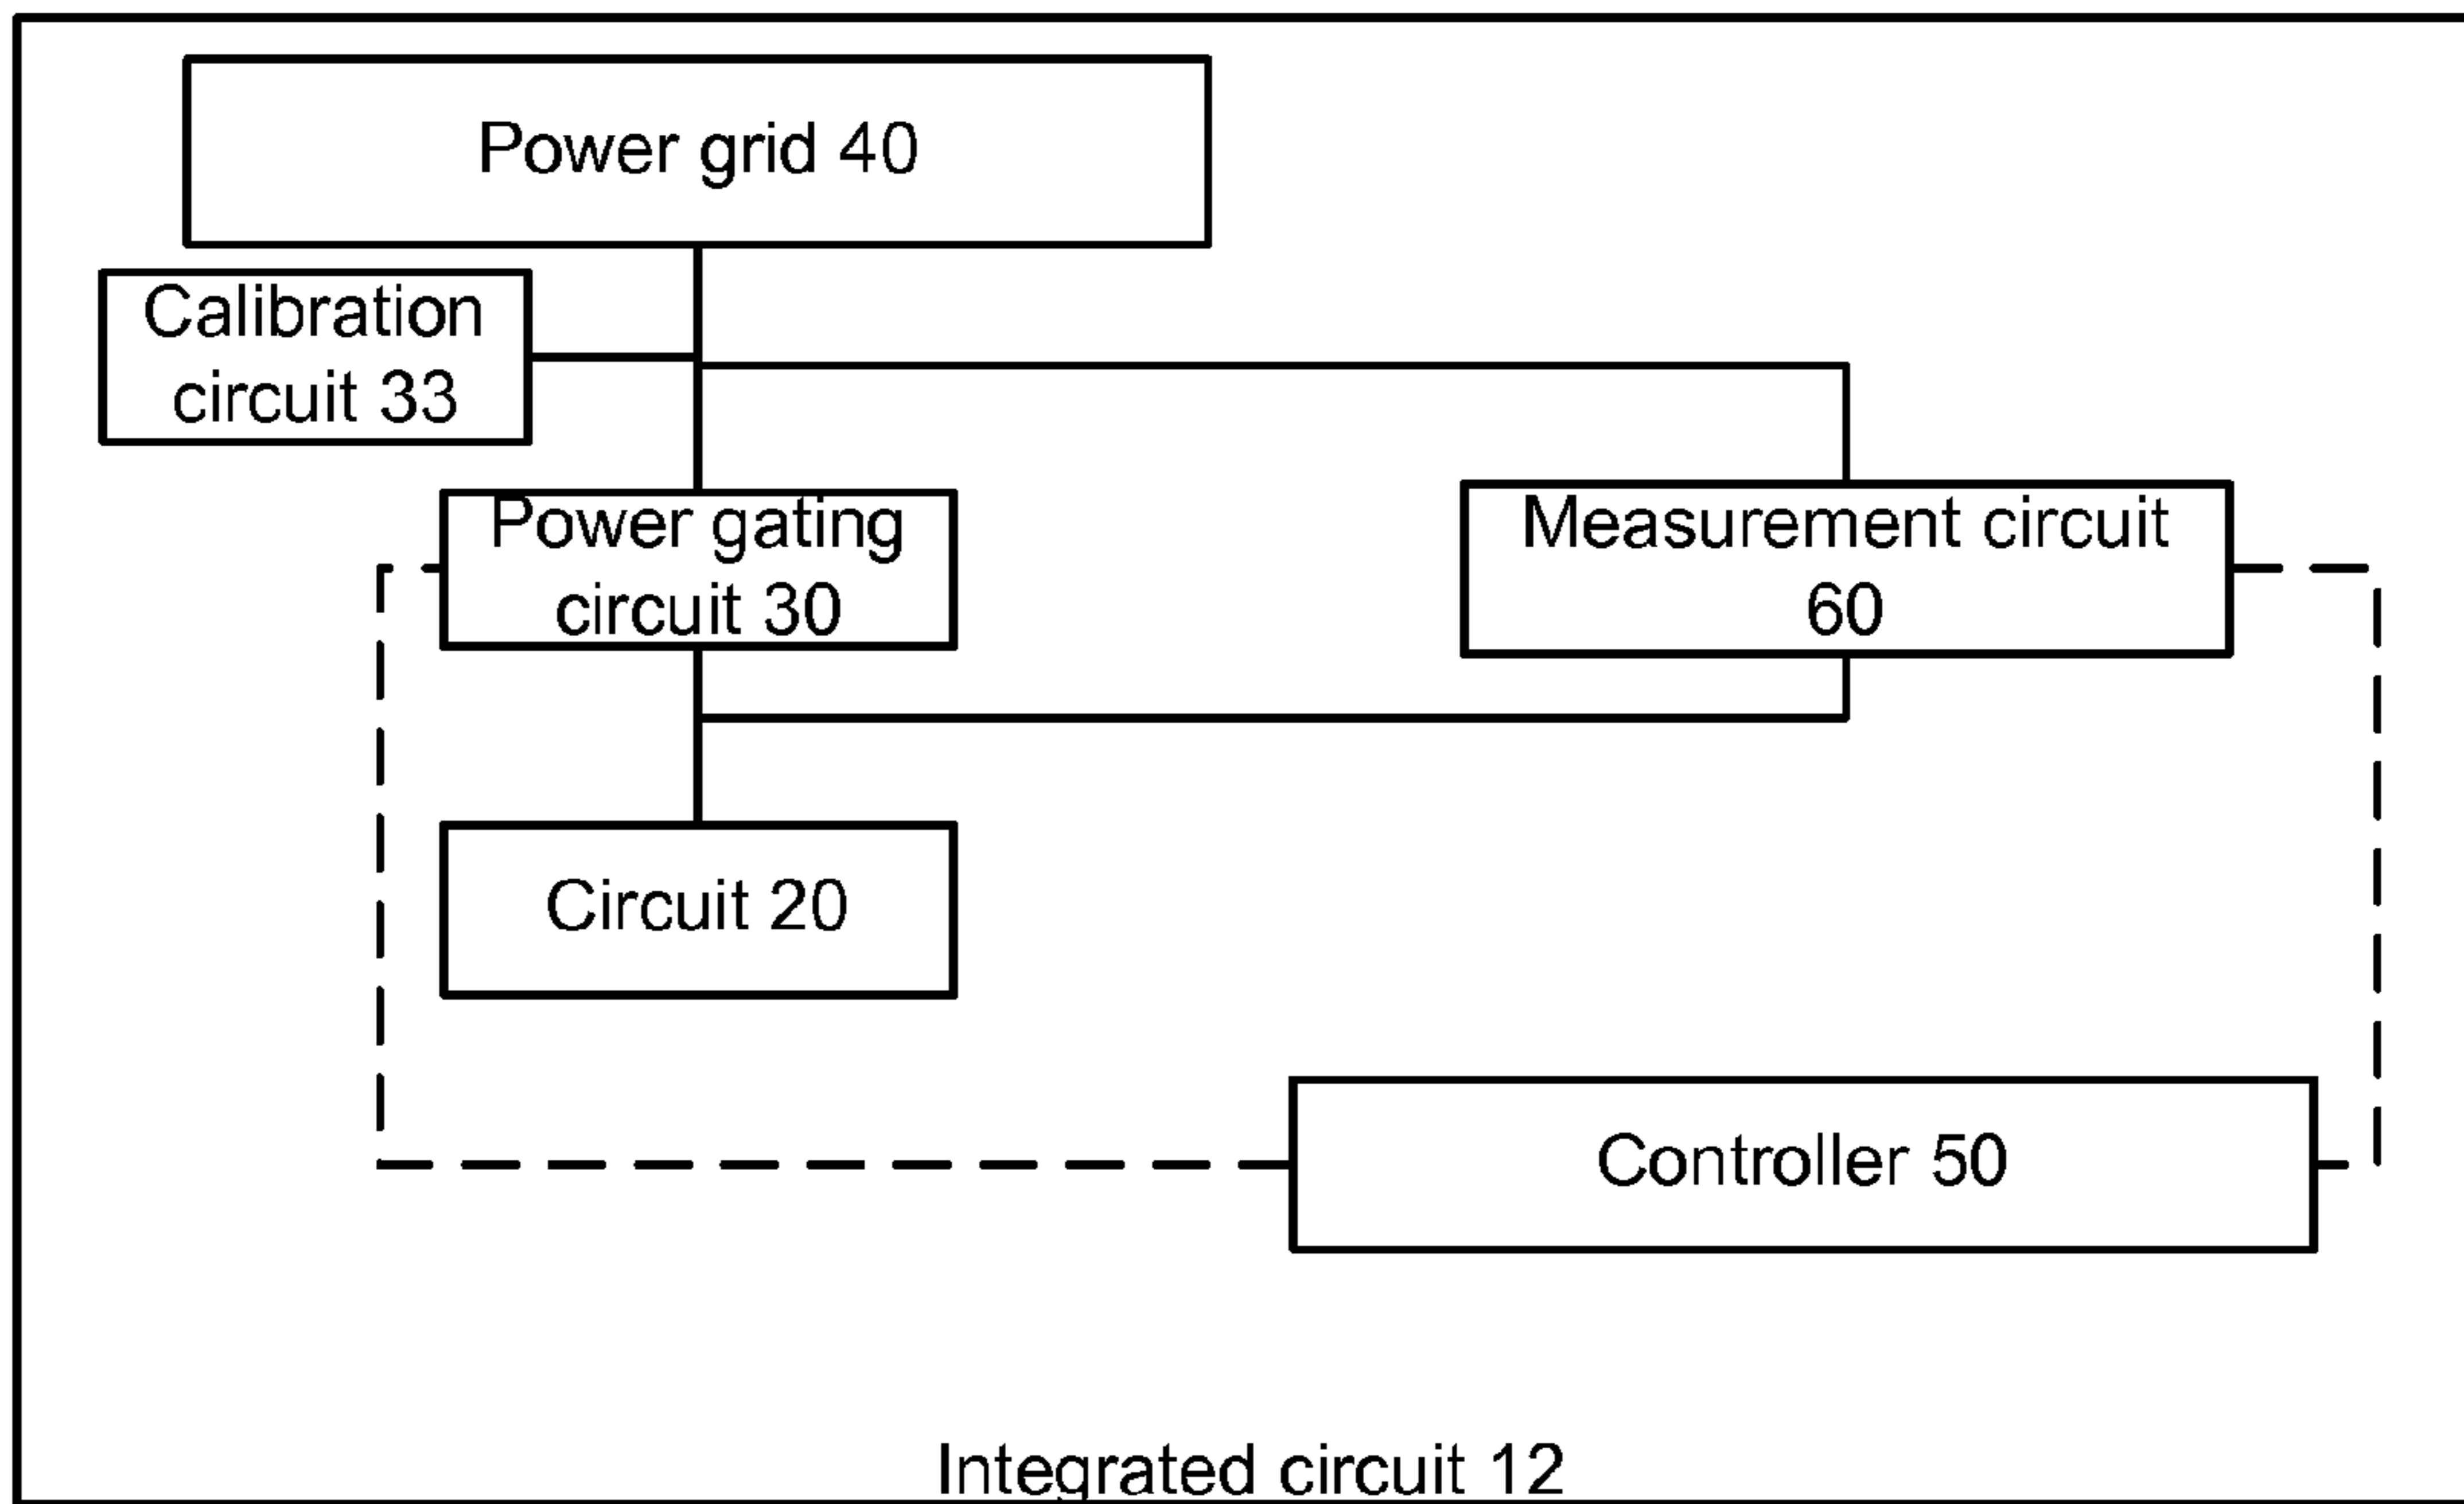 Power grid 40
Calibration
circuit 33
Power gating
circuit 30
Measurement circuit
60
Circuit 20
Controller 50
Integrated circuit 12